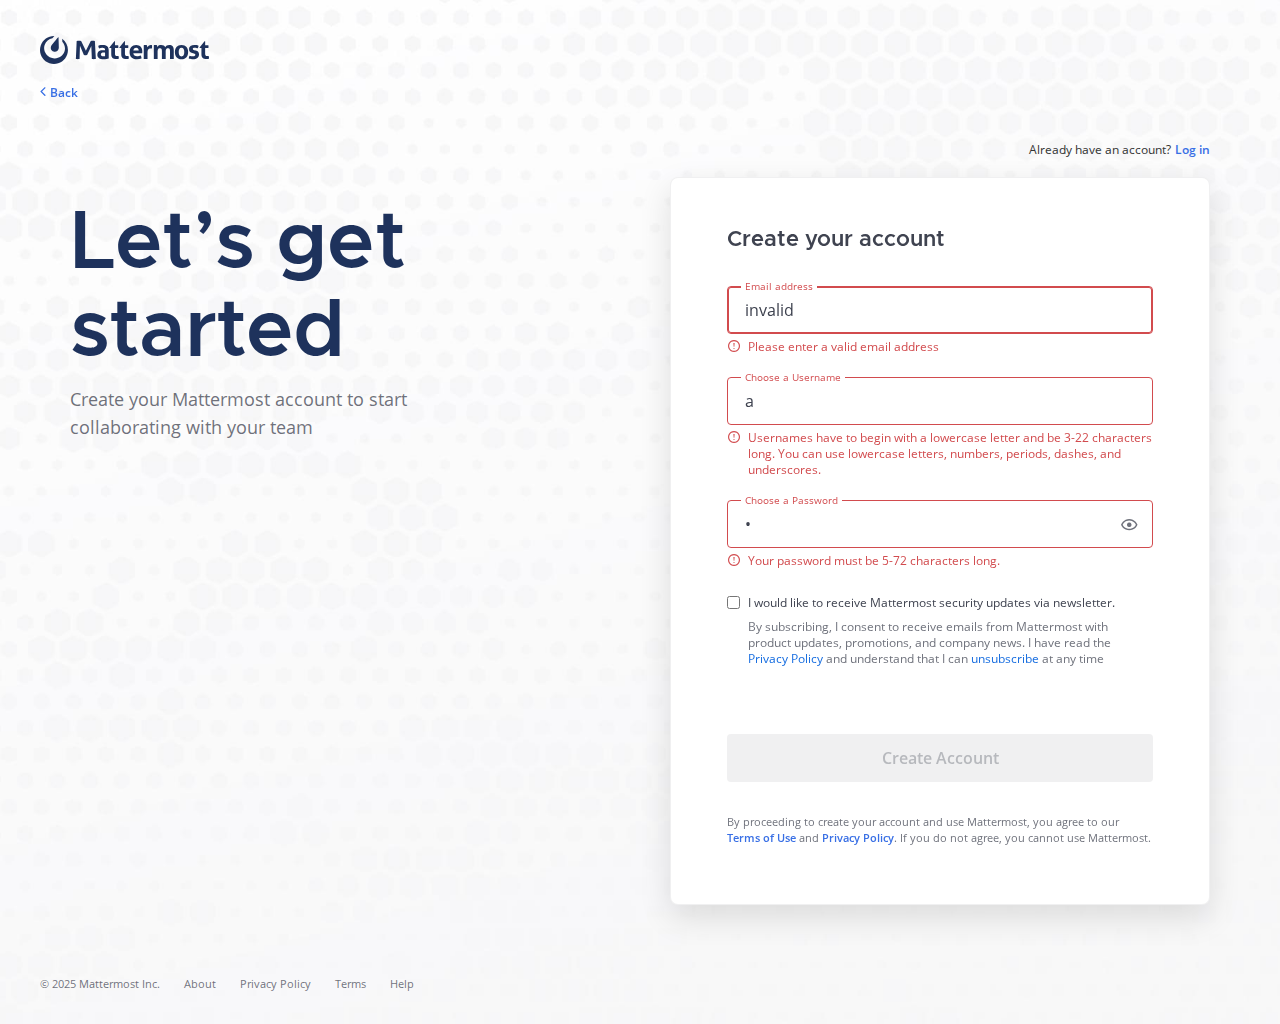 Mattermost
Back
Already have an account? Log in
Let’s get
started
Create your Mattermost account to start
collaborating with your team
Create your account
Email address
invalid
Please enter a valid email address
Choose a Username
a
Usernames have to begin with a lowercase letter and be 3-22 characters
long. You can use lowercase letters, numbers, periods, dashes, and
underscores.
Choose a Password
•
Your password must be 5-72 characters long.
I would like to receive Mattermost security updates via newsletter.
By subscribing, I consent to receive emails from Mattermost with
product updates, promotions, and company news. I have read the
Privacy Policy and understand that I can unsubscribe at any time
Create Account
By proceeding to create your account and use Mattermost, you agree to our
Terms of Use and Privacy Policy. If you do not agree, you cannot use Mattermost.
© 2025 Mattermost Inc. About Privacy Policy Terms Help